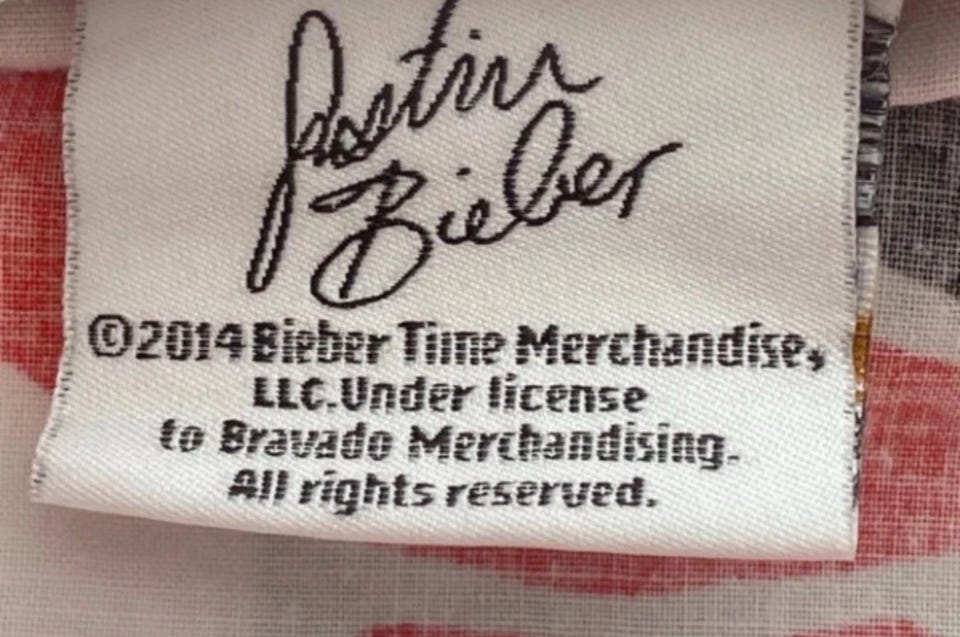 Justin
Bieber
©2014 Bieber Time Merchandise,
LLC.Under license
to Bravado Merchandising.
All rights reserved.